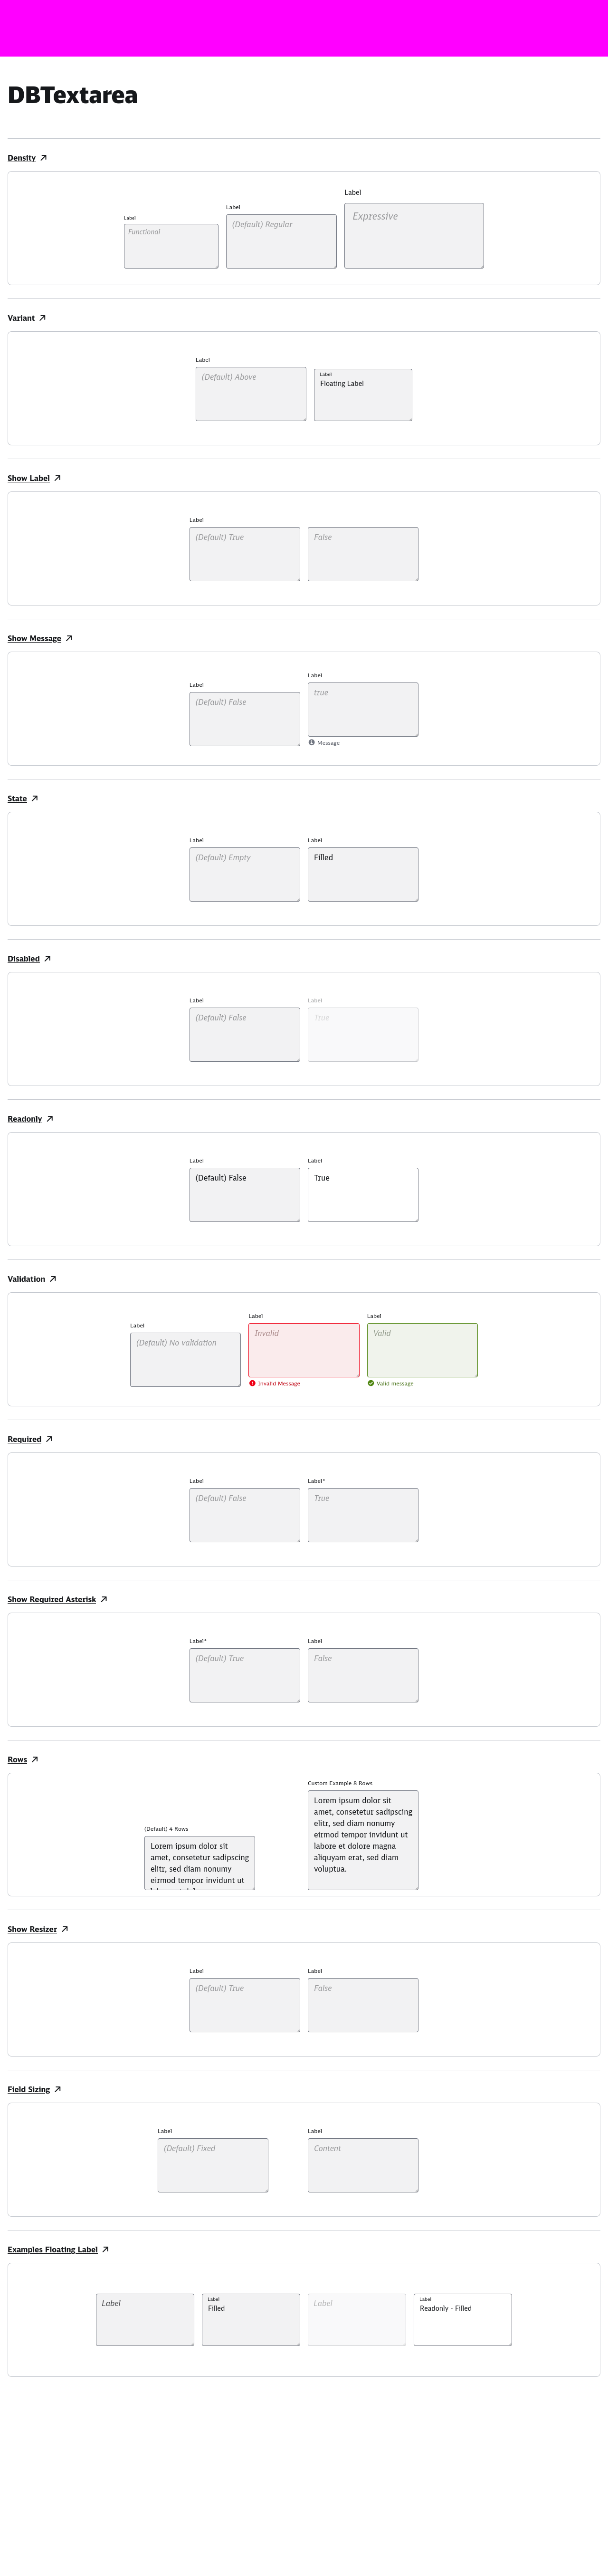 DBTextarea
Density
Label
Label
Label
Functional
(Default) Regular
Expressive
Variant
Label
(Default) Above
Label
Floating Label
Show Label
Label
(Default) True
False
Show Message
Label
(Default) False
Label
true
Message
State
Label
Label
(Default) Empty
Filled
Disabled
Label
Label
(Default) False
True
Readonly
Label
Label
(Default) False
True
Validation
Label
(Default) No validation
Label
Invalid
Invalid Message
Label
Valid
Valid message
Required
Label
Label*
(Default) False
True
Show Required Asterisk
Label*
Label
(Default) True
False
Rows
(Default) 4 Rows
Lorem ipsum dolor sit
amet, consetetur sadipscing
elitr, sed diam nonumy
eirmod tempor invidunt ut
Custom Example 8 Rows
Lorem ipsum dolor sit
amet, consetetur sadipscing
elitr, sed diam nonumy
eirmod tempor invidunt ut
labore et dolore magna
aliquyam erat, sed diam
voluptua.
Show Resizer
Label
Label
(Default) True
False
Field Sizing
Label
Label
(Default) Fixed
Content
Examples Floating Label
Label
Label
Filled
Label
Label
Readonly - Filled